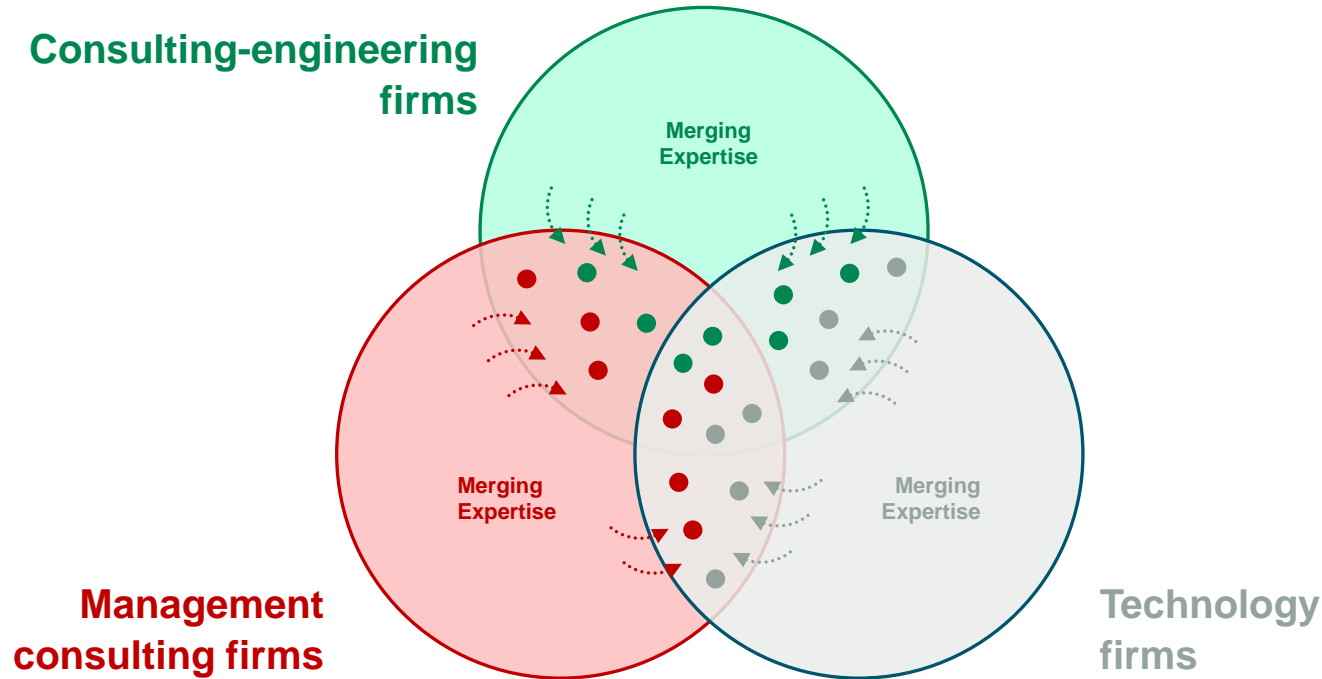 Consulting-engineering
firms
Merging
Expertise
Merging
Expertise
Merging
Expertise
Management
consulting firms
Technology
firms